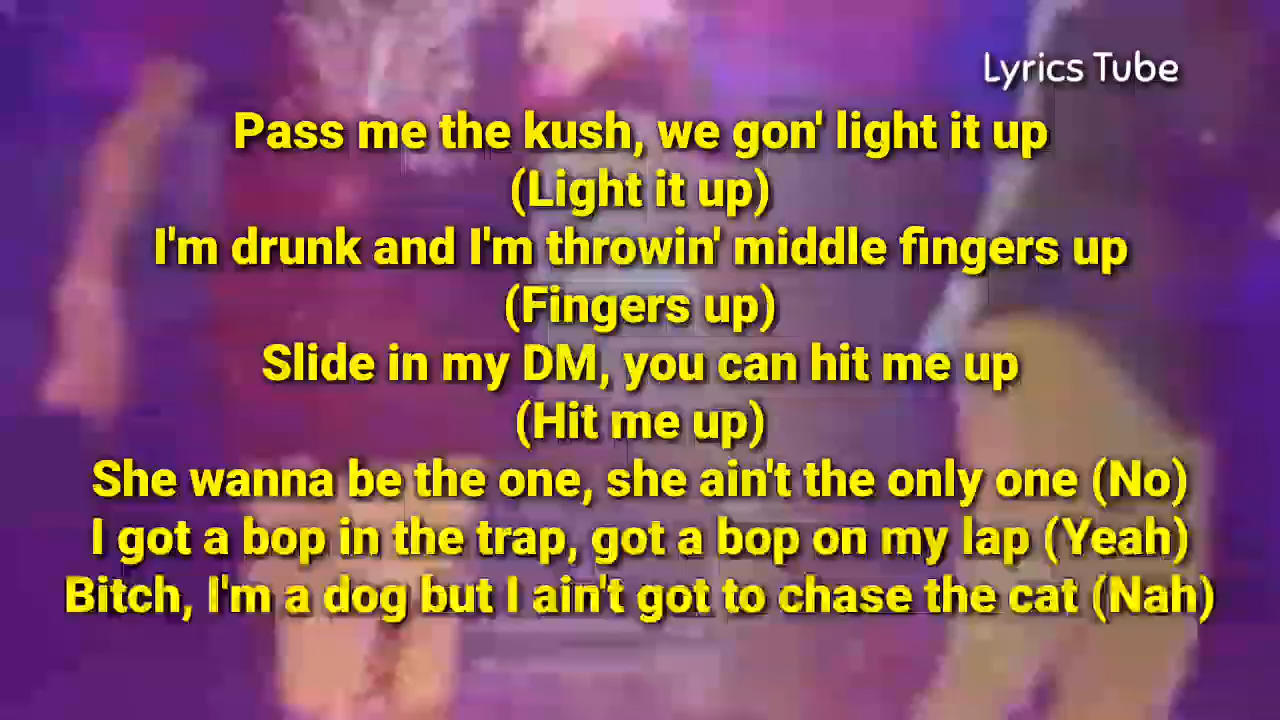 Lyrics Tube
Pass me the kush, we gon' light it up
(Light it up)
I'm drunk and I'm throwin' middle fingers up
(Fingers up)
Slide in my DM, you can hit me up
(Hit me up)
She wanna be the one, she ain't the only one (No)
I got a bop in the trap, got a bop on my lap (Yeah)
Bitch, I'm a dog but I ain't got to chase the cat (Nah)